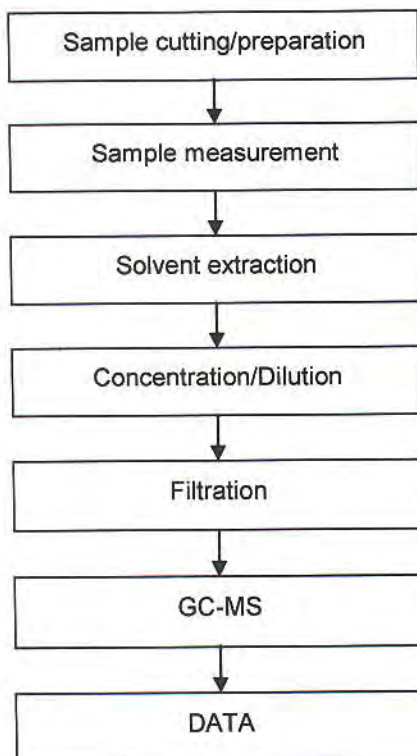 Sample cutting/preparation
Sample measurement
Solvent extraction
Concentration/Dilution
Filtration
GC-MS
DATA